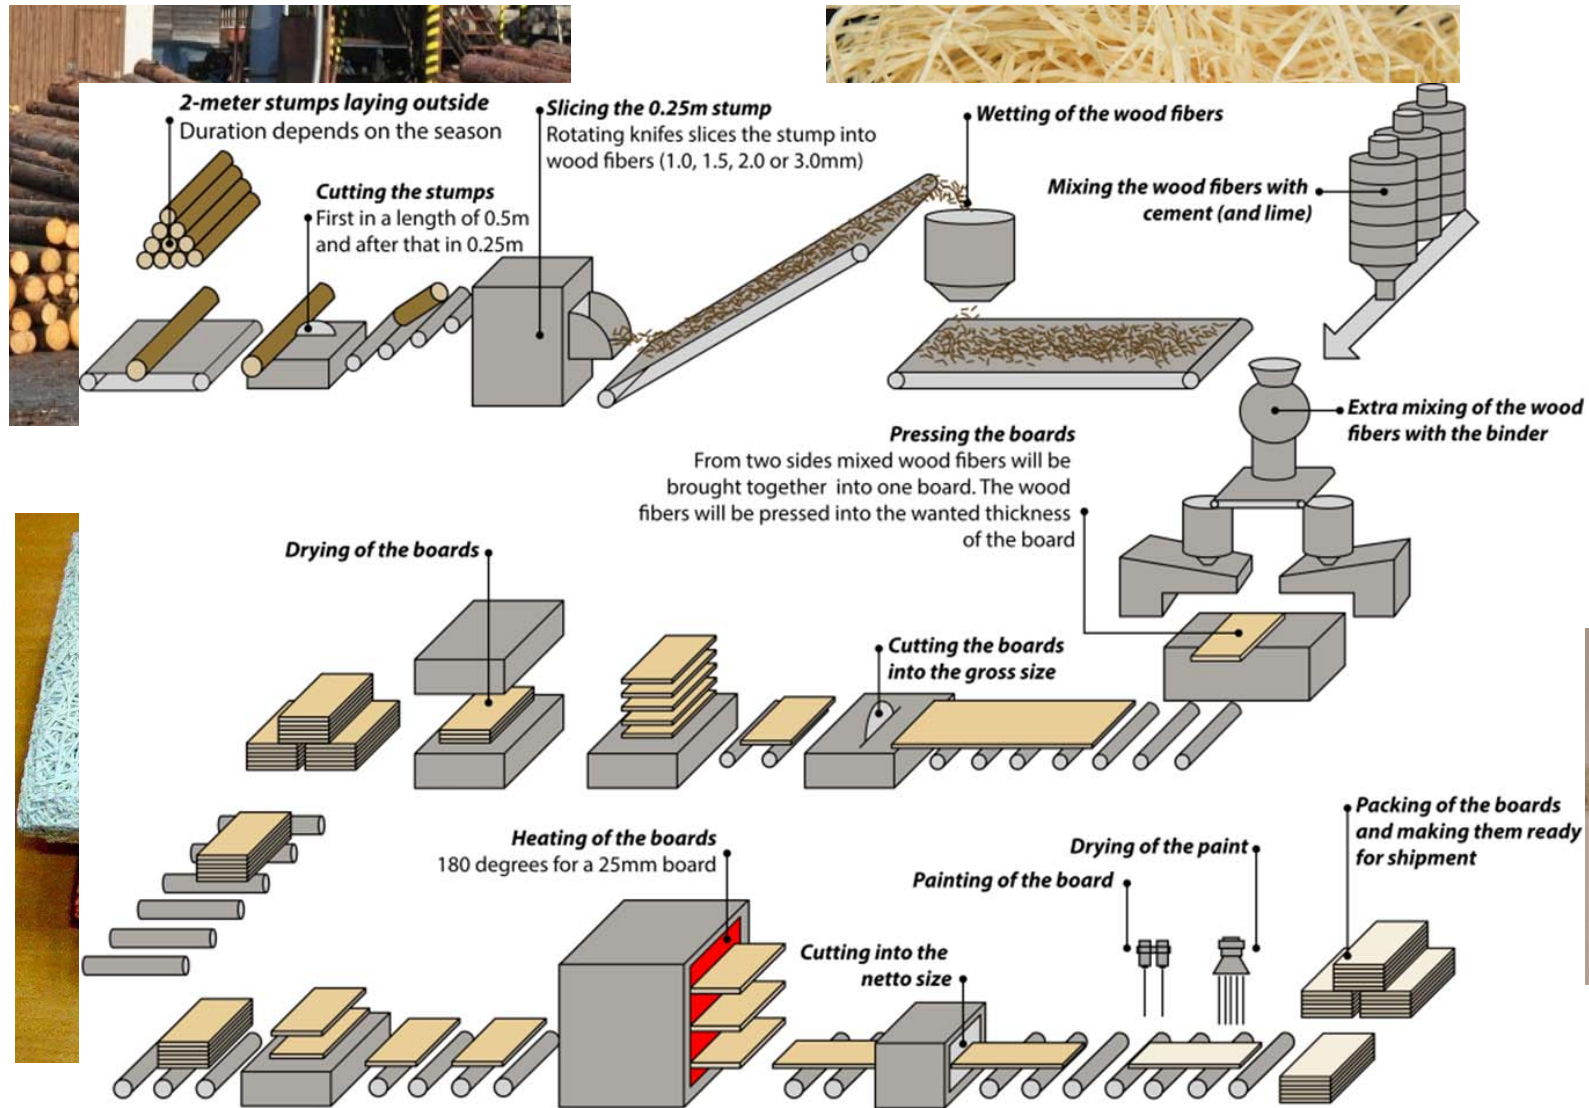 2-meter stumps laying outside
Duration depends on the season
Cutting the stumps
First in a length of 0.5m
and after that in 0.25m
Slicing the 0.25m stump
Rotating knifes slices the stump into
wood fibers (1.0, 1.5, 2.0 or 3.0mm)
Wetting of the wood fibers
Mixing the wood fibers with
cement (and lime)
Extra mixing of the wood
fibers with the binder
Pressing the boards
From two sides mixed wood fibers will be
brought together into one board. The wood
fibers will be pressed into the wanted thickness
of the board
Cutting the boards
into the gross size
Drying of the boards
Heating of the boards
180 degrees for a 25mm board
Cutting into the
netto size
Painting of the board
Drying of the paint
Packing of the boards
and making them ready
for shipment